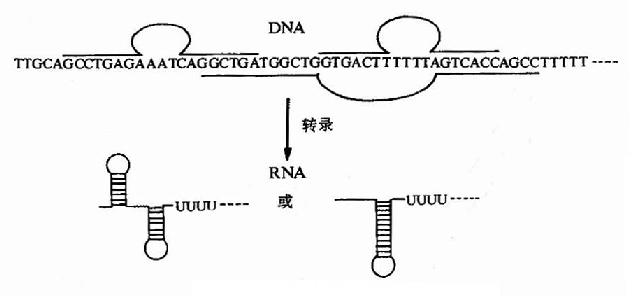 DNA
TTGCAGCCTGAGAAATCAGGCTGATGGCTGGTGACTTTTTTAGTCACCAGCCTTTTT----
转录
RNA
UUUU---- 或 UUUU----